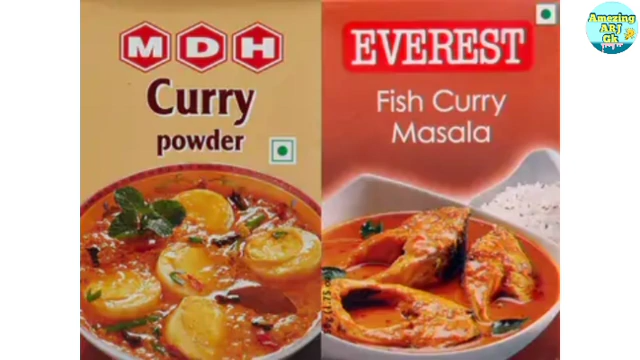 MDH
Curry
powder
EVEREST
Fish Curry
Masala
Amezing
ARJ
Gk